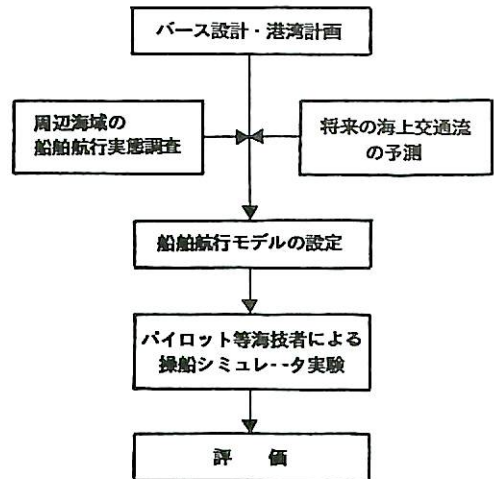 バース設計・港湾計画
周辺海域の
船舶航行実態調査
将来の海上交通流
の予測
船舶航行モデルの設定
パイロット等海技者による
操船シミュレータ実験
評　価